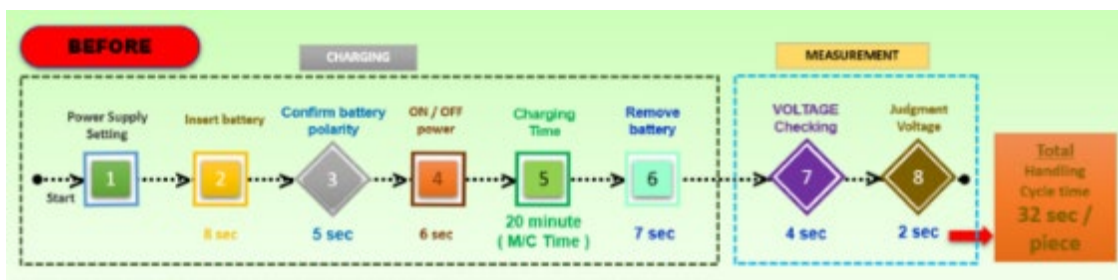 BEFORE
CHARGING
MEASUREMENT
Power Supply
Setting
Insert battery
Confirm battery
polarity
ON / OFF
power
Charging
Time
Remove
battery
VOLTAGE
Checking
Judgment
Voltage
Start
1
2
3
4
5
6
7
8
8 sec
5 sec
6 sec
20 minute
( M/C Time )
7 sec
4 sec
2 sec
Total
Handling
Cycle time
32 sec /
piece